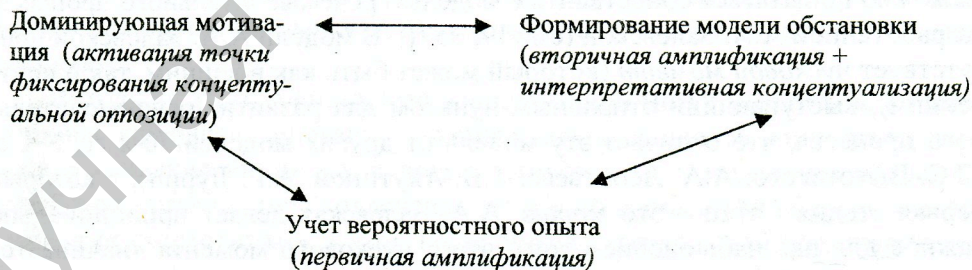 Доминирующая мотива-
ция (активация точки
фиксирования концепту-
альной оппозиции)
Формирование модели обстановки
(вторичная амплификация -
интерпретативная концептуализация)
Учет вероятностного опыта
(первичная амплификация)